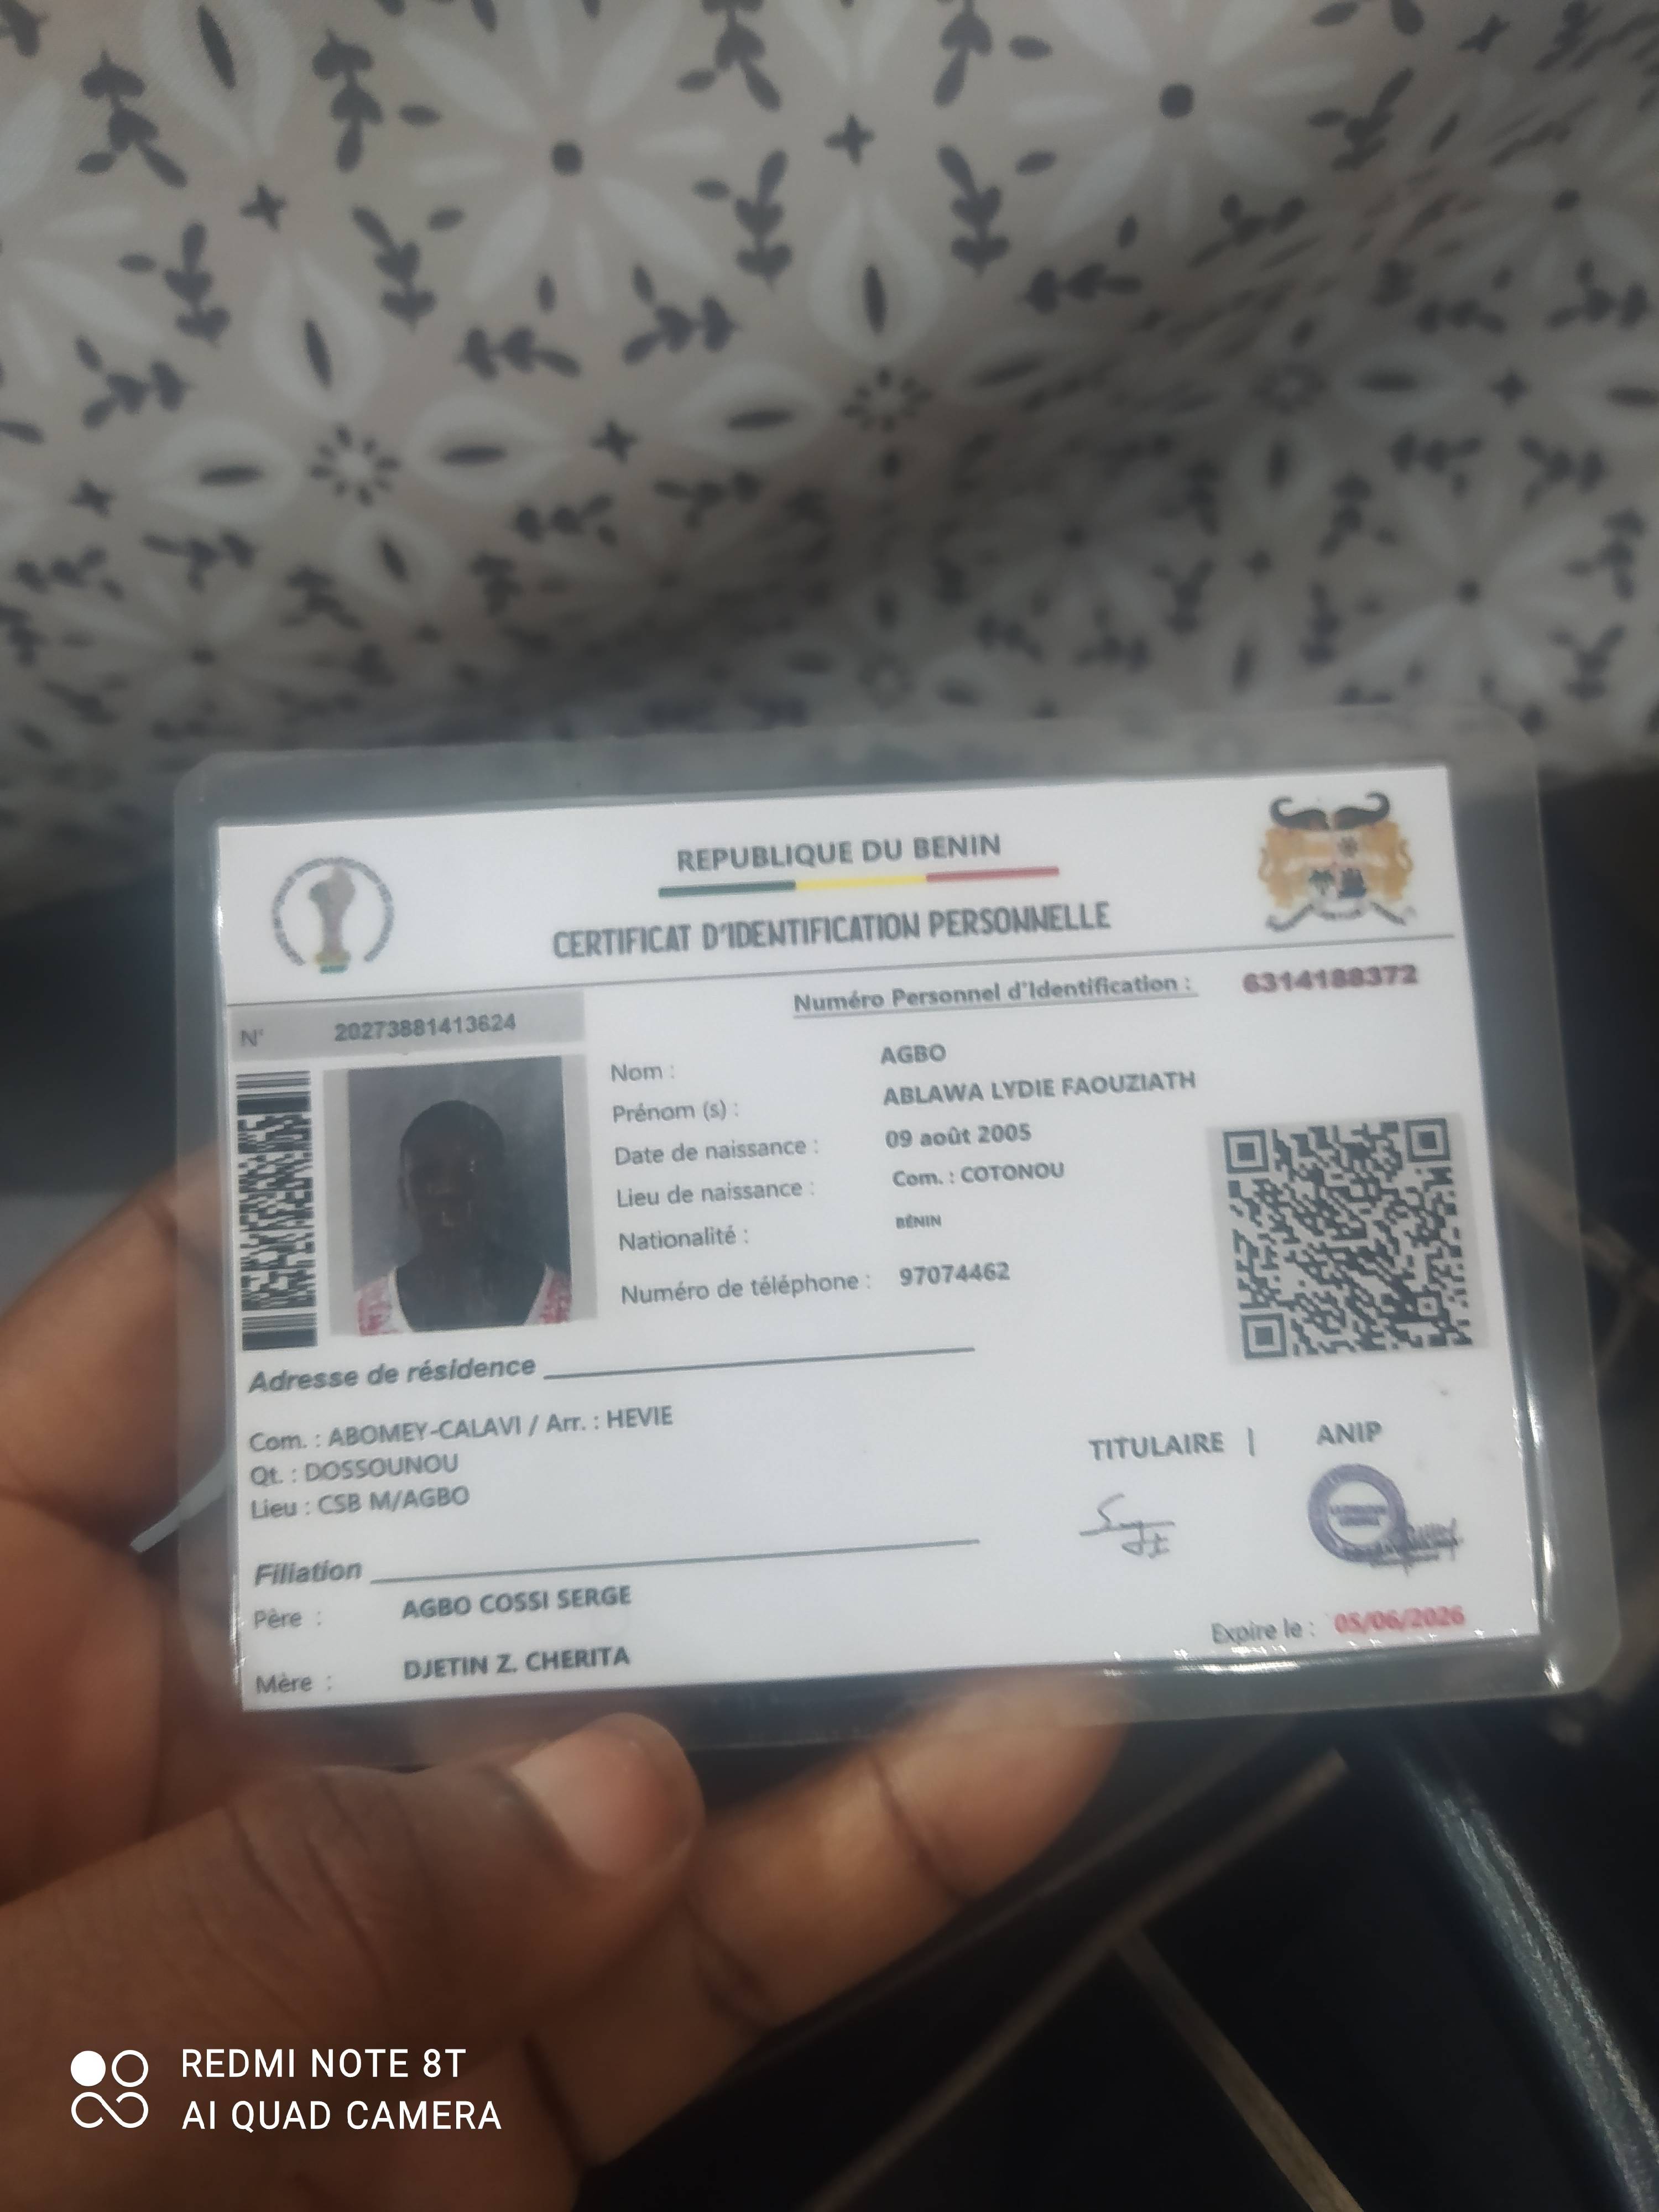 REPUBLIQUE DU BENIN
CERTIFICAT D'IDENTIFICATION PERSONNELLE
Numéro Personnel d'Identification : 6314188372
N° 20273881413624
Nom : AGBO
Prénom (s) : ABLAWA LYDIE FAOUZIATH
Date de naissance : 09 août 2005
Lieu de naissance : Com. : COTONOU
Nationalité : BÉNIN
Numéro de téléphone : 97074462
Adresse de résidence
Com. : ABOMEY-CALAVI / Arr. : HEVIE
Qt. : DOSSOUNOU
Lieu : CSB M/AGBO
TITULAIRE | ANIP
Filiation
Père : AGBO COSSI SERGE
Mère : DJETIN Z. CHERITA
Expire le : 05/06/2026
REDMI NOTE 8T
AI QUAD CAMERA